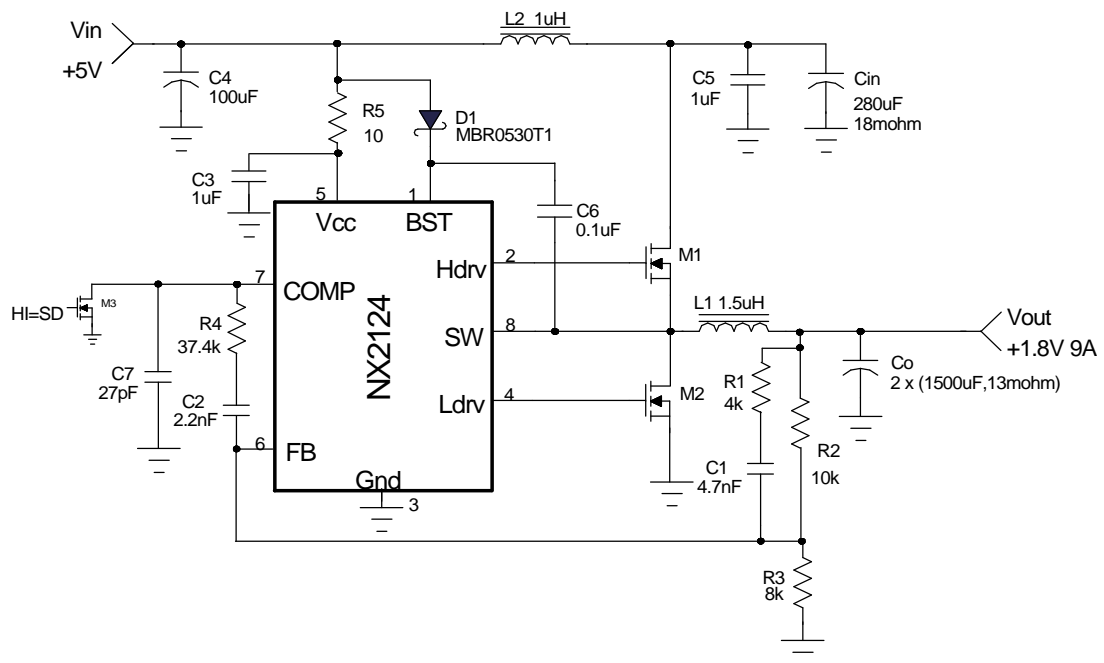 L2 1uH
Vin
+5V
C4
100uF
C5
1uF
Cin
280uF
18mohm
R5
10
D1
MBR0530T1
C3
1uF
5
1
Vcc
BST
C6
0.1uF
Hdrv
2
M1
7
COMP
HI=SD
M3
R4
37.4k
NX2124
SW
8
L1 1.5uH
Vout
+1.8V 9A
C7
27pF
C2
2.2nF
Ldrv
4
M2
R1
4k
Co
2 x (1500uF,13mohm)
6
FB
R2
10k
C1
4.7nF
Gnd
3
R3
8k